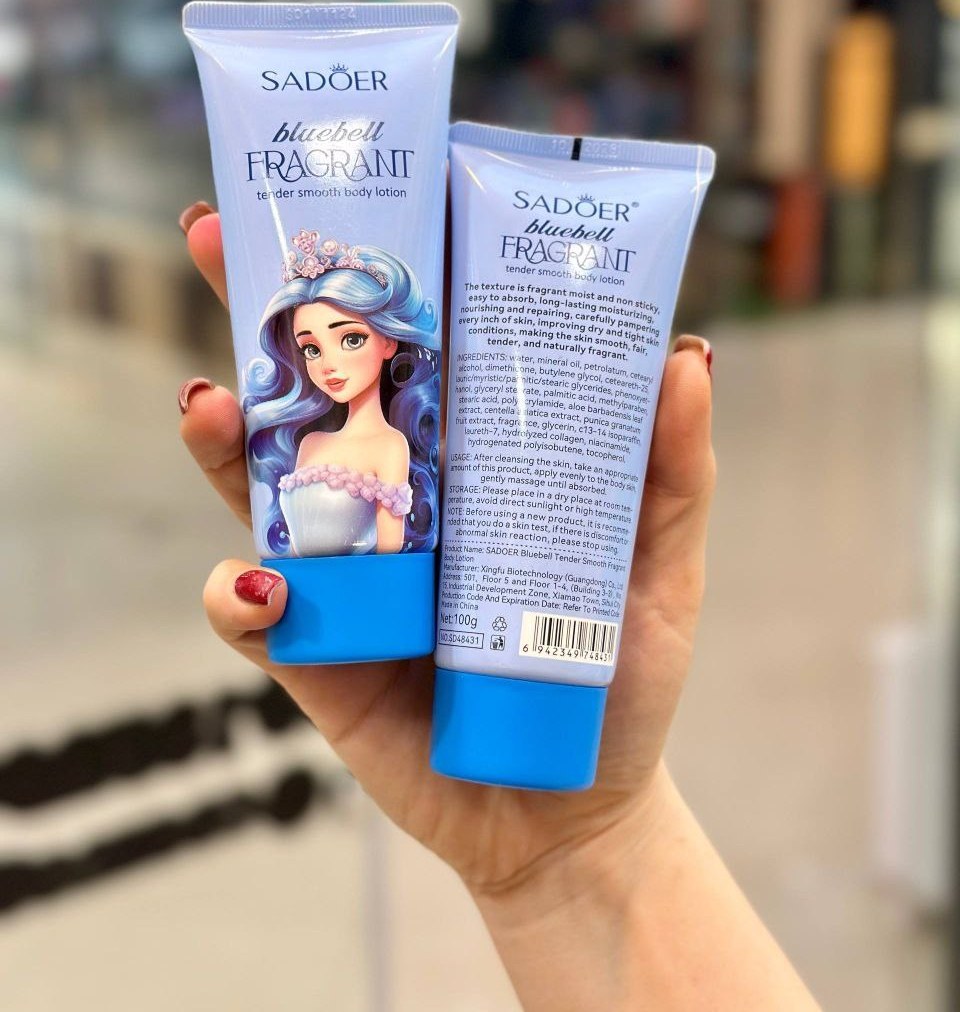 SADOER
bluebell
FRAGRANT
tender smooth body lotion
SADOER®
bluebell
FRAGRANT
tender smooth body lotion
The texture is fragrant moist and non sticky,
easy to absorb, long-lasting moisturizing,
nourishing and repairing, carefully pampering
every inch of skin, improving dry and tight skin
conditions, making the skin smooth, fair,
tender, and naturally fragrant.
INGREDIENTS: water, mineral oil, petrolatum, cetearyl
alcohol, dimethicone, butylene glycol, ceteareth-25,
lauric/myristic/palmitic/stearic glycerides, phenoxyet-
hanol, glyceryl stearate, palmitic acid, methylparaben,
stearic acid, polyacrylamide, aloe barbadensis leaf
extract, centella asiatica extract, punica granatum
fruit extract, fragrance, glycerin, c13-14 isoparaffin,
laureth-7, hydrolyzed collagen, niacinamide,
hydrogenated polyisobutene, tocopherol.
USAGE: After cleansing the skin, take an appropriate
amount of this product, apply evenly to the body skin,
gently massage until absorbed.
STORAGE: Please place in a dry place at room tem-
perature, avoid direct sunlight or high temperature.
NOTE: Before using a new product, it is recomme-
nded that you do a skin test, if there is discomfort or
abnormal skin reaction, please stop using.
Product Name: SADOER Bluebell Tender Smooth Fragrant
Body Lotion
Manufacturer: Xingfu Biotechnology (Guangdong) Co., Ltd
Address: 501, Floor 5 and Floor 1-4, (Building 3-3), No.
15, Industrial Development Zone, Xiamao Town, Sihui City
Production Code And Expiration Date: Refer To Printed Code
Made in China
Net:100g
NO.SD48431
6 942349 748431